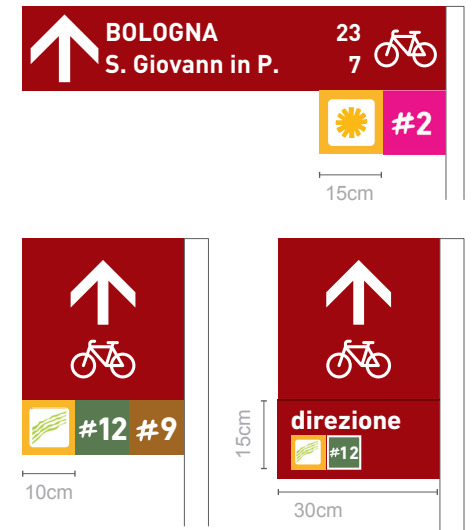 BOLOGNA 23
S. Giovann in P. 7
#2
15cm
#12 #9
10cm
direzione
#12
15cm
30cm